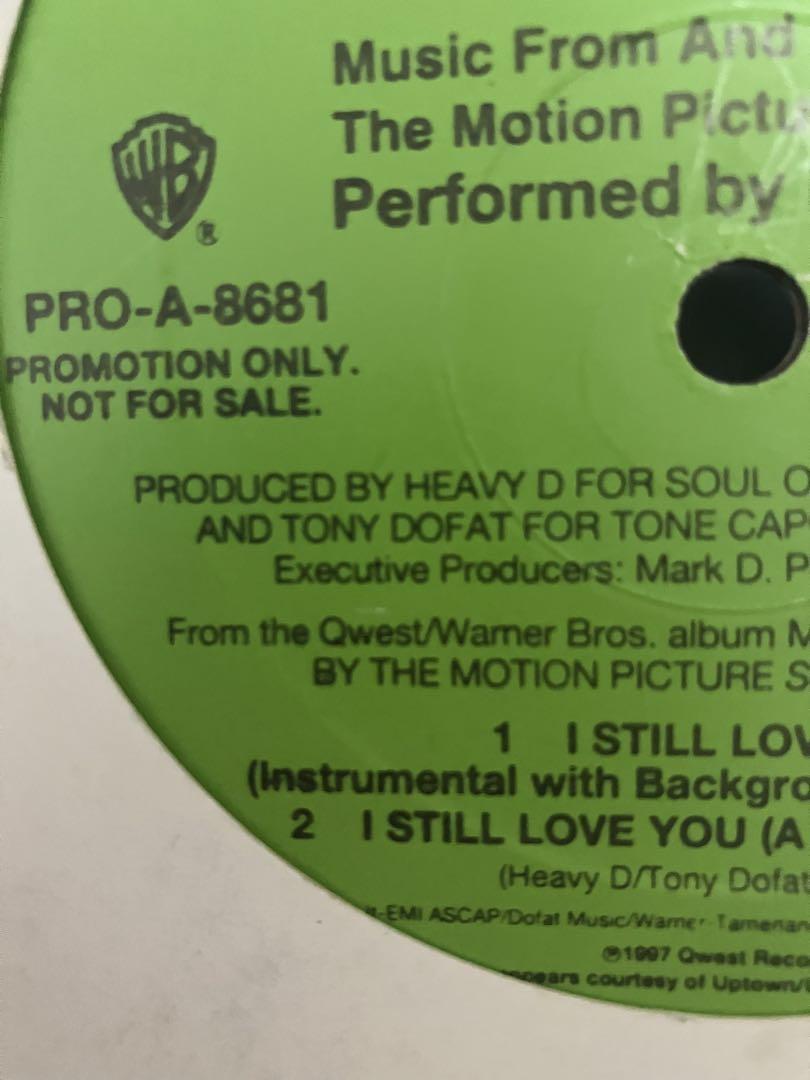 Music From And
The Motion Pictu
Performed by
WB
®
PRO-A-8681
PROMOTION ONLY.
NOT FOR SALE.
PRODUCED BY HEAVY D FOR SOUL O
AND TONY DOFAT FOR TONE CAP
Executive Producers: Mark D. P
From the Qwest/Warner Bros. album M
BY THE MOTION PICTURE S
1 I STILL LOV
(Instrumental with Backgro
2 I STILL LOVE YOU (A
(Heavy D/Tony Dofat
-EMI ASCAP/Dofat Music/Warner-Tamerlan
℗1997 Qwest Reco
ppears courtesy of Uptown/